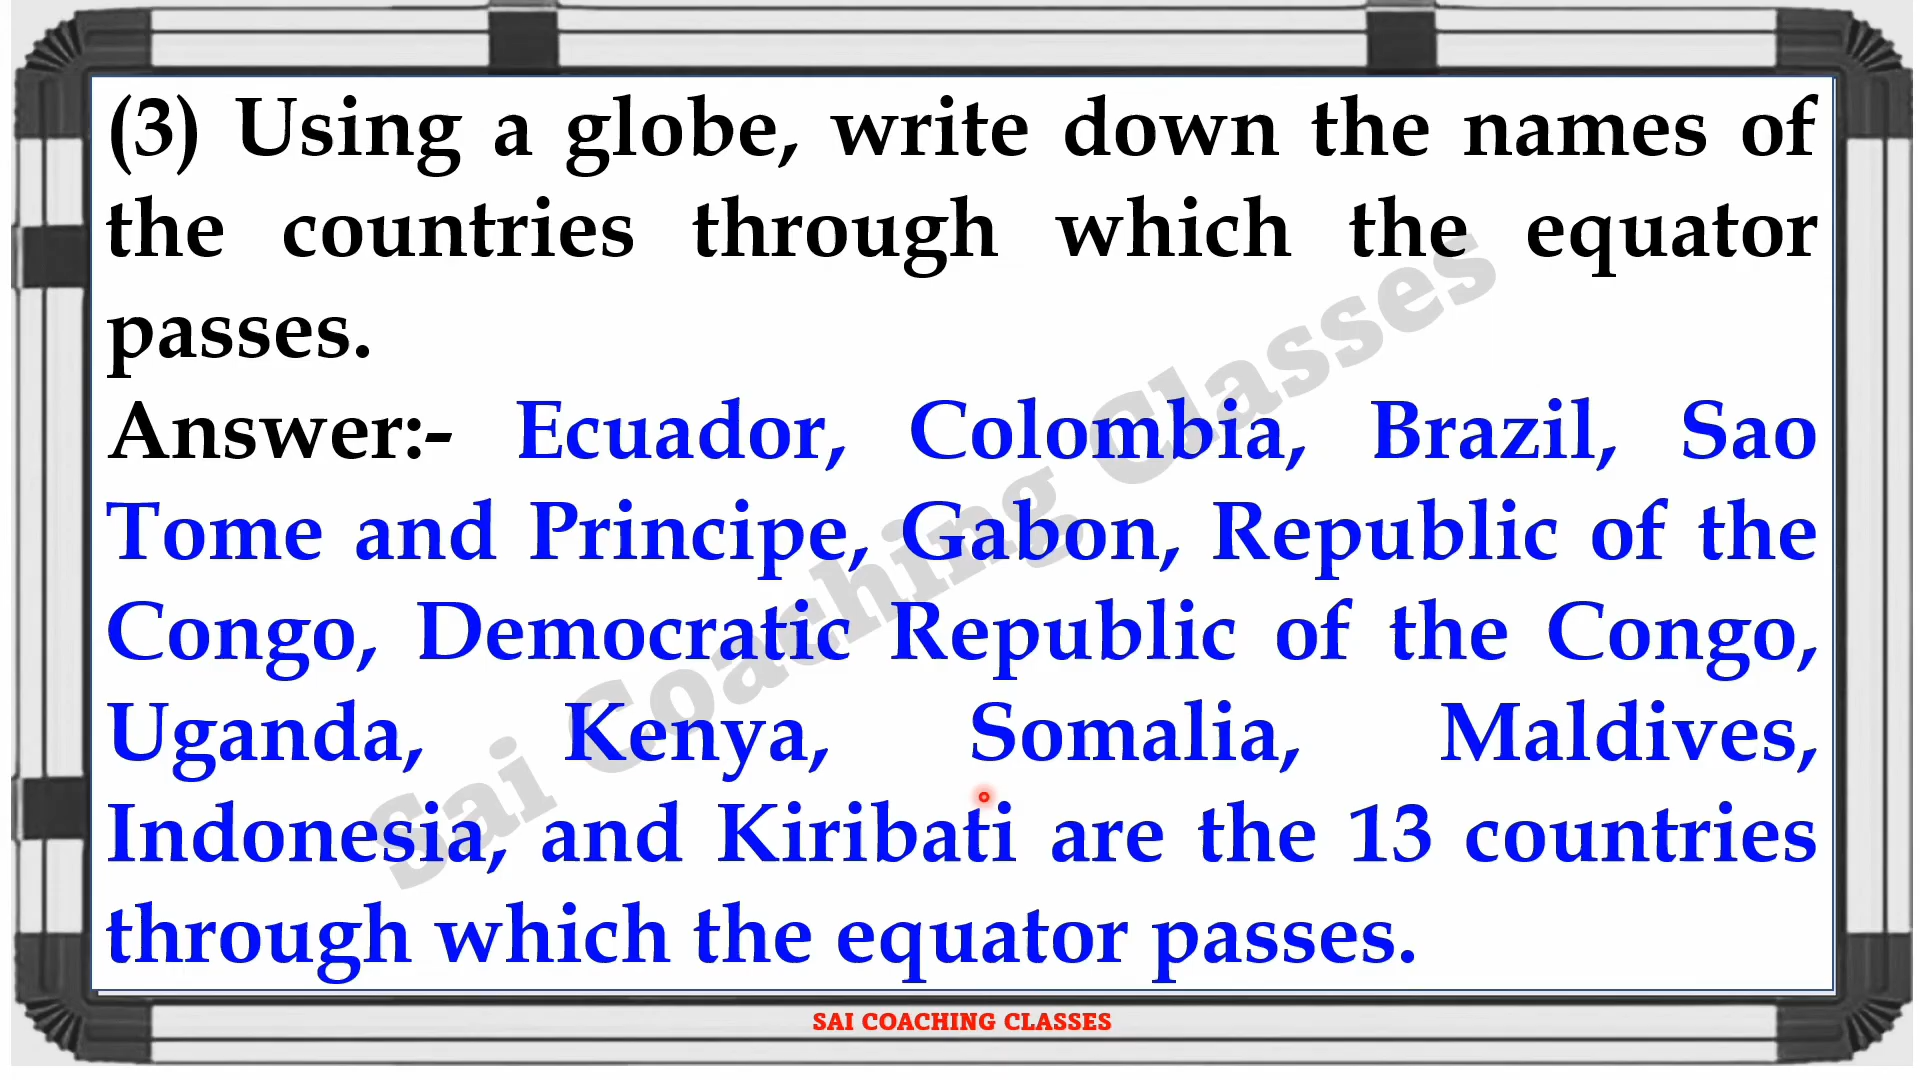 (3) Using a globe, write down the names of
the countries through which the equator
passes.
Answer:- Ecuador, Colombia, Brazil, Sao
Tome and Principe, Gabon, Republic of the
Congo, Democratic Republic of the Congo,
Uganda, Kenya, Somalia, Maldives,
Indonesia, and Kiribati are the 13 countries
through which the equator passes.
Sai Coaching Classes
SAI COACHING CLASSES